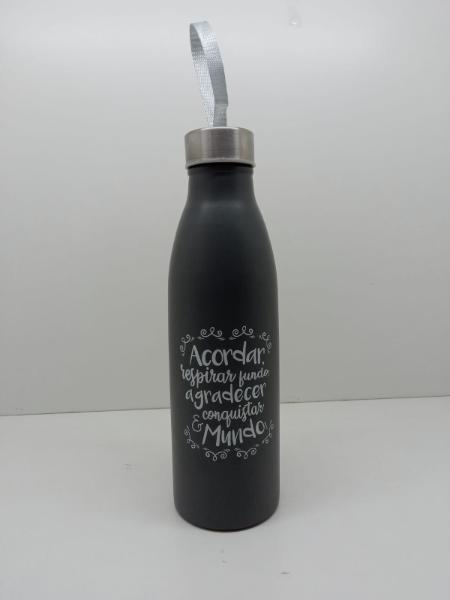 Acordar,
respirar fundo,
agradecer
conquistar
& Mundo!